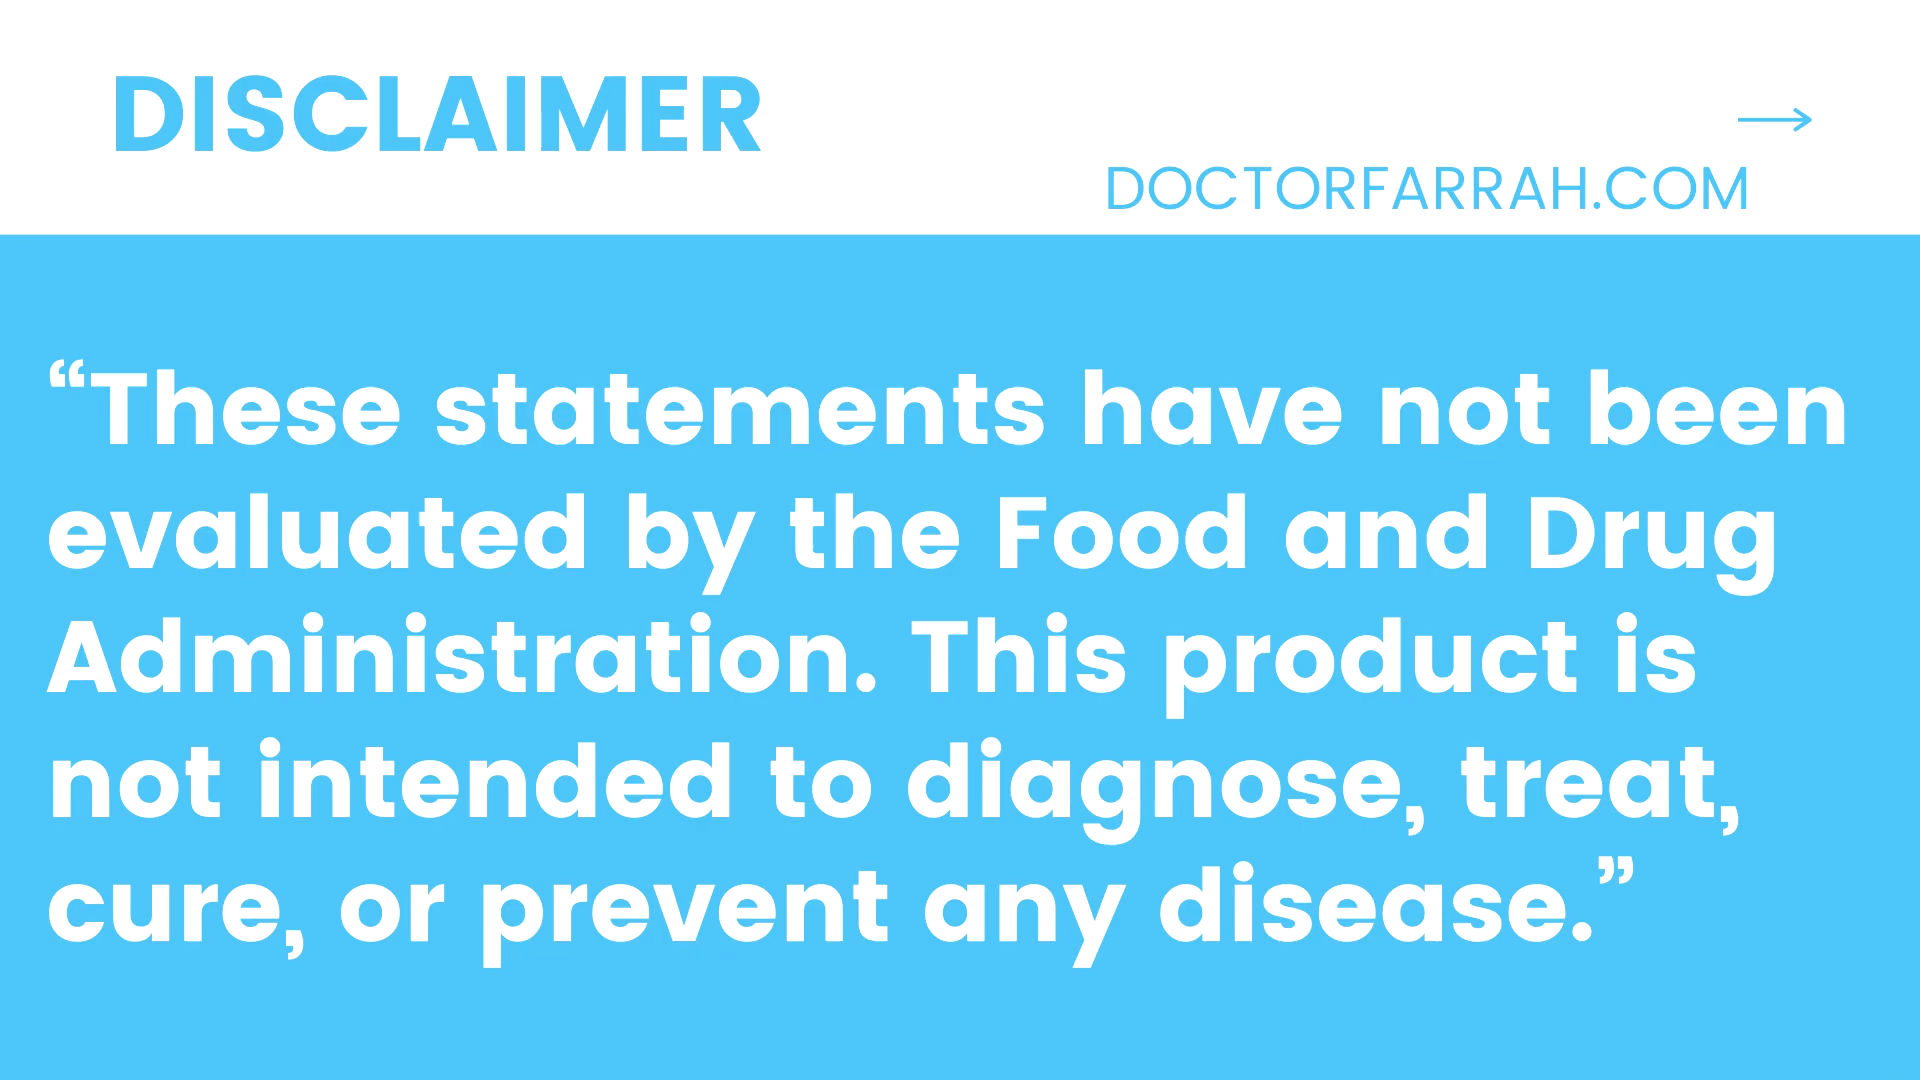 DISCLAIMER
DOCTORFARRAH.COM
“These statements have not been
evaluated by the Food and Drug
Administration. This product is
not intended to diagnose, treat,
cure, or prevent any disease.”